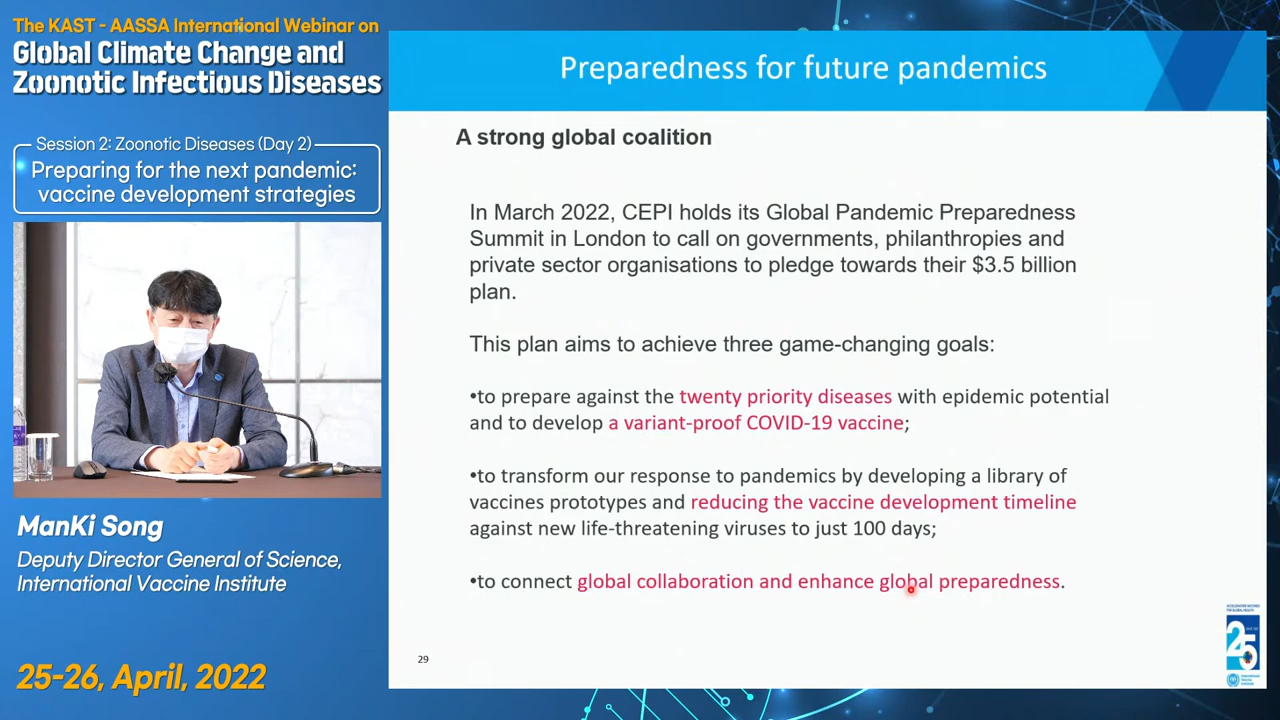 The KAST - AASSA International Webinar on
Global Climate Change and
Zoonotic Infectious Diseases
Session 2: Zoonotic Diseases (Day 2)
Preparing for the next pandemic:
vaccine development strategies
ManKi Song
Deputy Director General of Science,
International Vaccine Institute
25-26, April, 2022
Preparedness for future pandemics
A strong global coalition
In March 2022, CEPI holds its Global Pandemic Preparedness
Summit in London to call on governments, philanthropies and
private sector organisations to pledge towards their $3.5 billion
plan.
This plan aims to achieve three game-changing goals:
•to prepare against the twenty priority diseases with epidemic potential
and to develop a variant-proof COVID-19 vaccine;
•to transform our response to pandemics by developing a library of
vaccines prototypes and reducing the vaccine development timeline
against new life-threatening viruses to just 100 days;
•to connect global collaboration and enhance global preparedness.
29
25